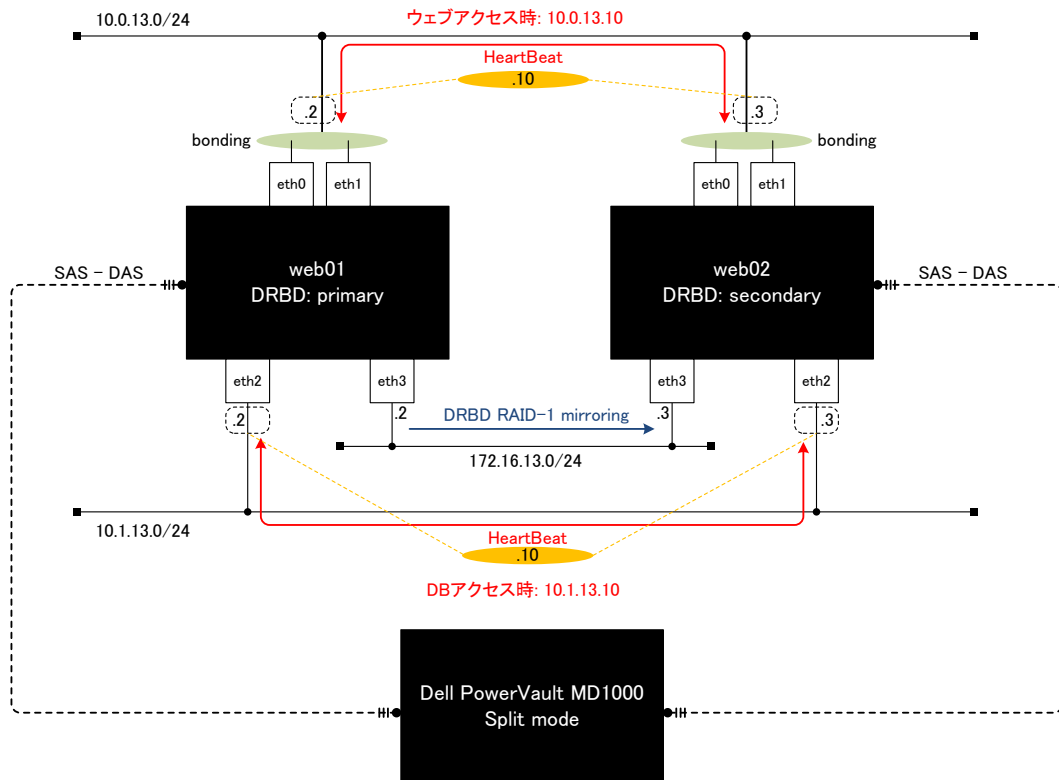 10.0.13.0/24
ウェブアクセス時: 10.0.13.10
HeartBeat
.10
.2
.3
bonding
bonding
eth0
eth1
eth0
eth1
web01
DRBD: primary
web02
DRBD: secondary
SAS - DAS
SAS - DAS
eth2
eth3
eth3
eth2
.2
.2
DRBD RAID-1 mirroring
.3
.3
172.16.13.0/24
10.1.13.0/24
HeartBeat
.10
DBアクセス時: 10.1.13.10
Dell PowerVault MD1000
Split mode